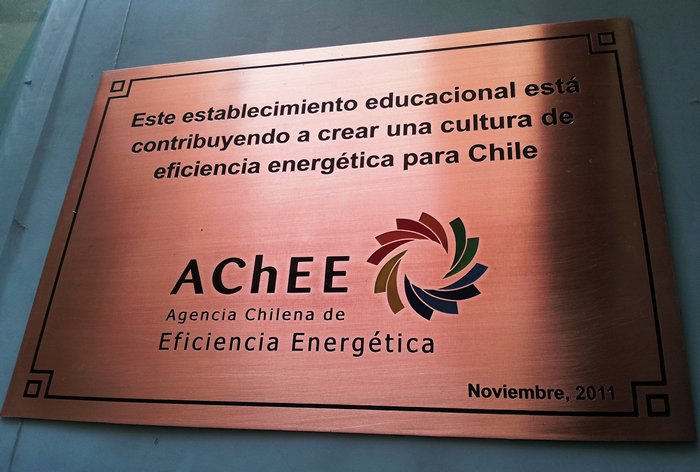 Este establecimiento educacional está
contribuyendo a crear una cultura de
eficiencia energética para Chile
AChEE
Agencia Chilena de
Eficiencia Energética
Noviembre, 2011